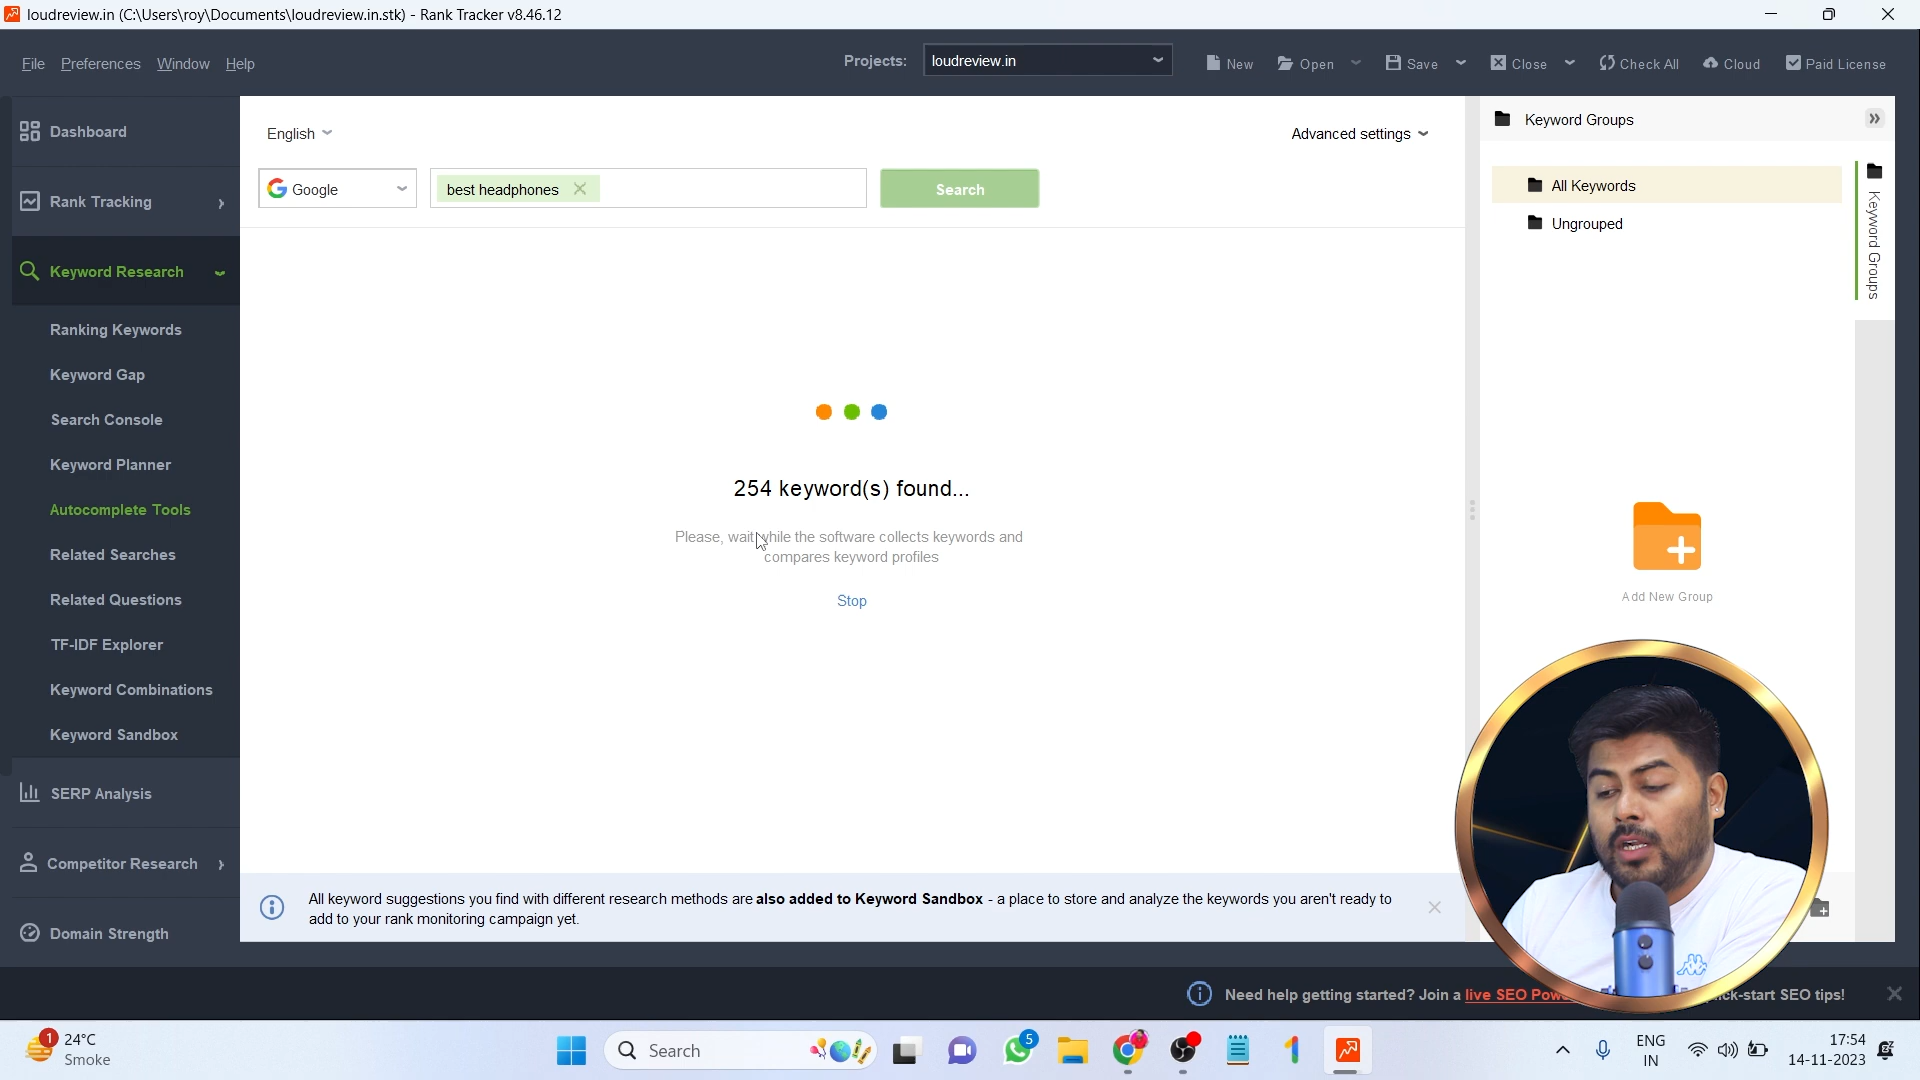 loudreview.in (C:\Users\roy\Documents\loudreview.in.stk) - Rank Tracker v8.46.12
File Preferences Window Help
Projects: loudreview.in
New Open Save Close Check All Cloud Paid License
Dashboard
Rank Tracking
Keyword Research
Ranking Keywords
Keyword Gap
Search Console
Keyword Planner
Autocomplete Tools
Related Searches
Related Questions
TF-IDF Explorer
Keyword Combinations
Keyword Sandbox
SERP Analysis
Competitor Research
Domain Strength
English
Advanced settings
Google
best headphones
Search
254 keyword(s) found...
Please, wait while the software collects keywords and
compares keyword profiles
Stop
All keyword suggestions you find with different research methods are also added to Keyword Sandbox - a place to store and analyze the keywords you aren't ready to
add to your rank monitoring campaign yet.
Keyword Groups
All Keywords
Ungrouped
Keyword Groups
Add New Group
Need help getting started? Join a live SEO
ck-start SEO tips!
1
24°C
Smoke
Search
5
ENG
IN
17:54
14-11-2023